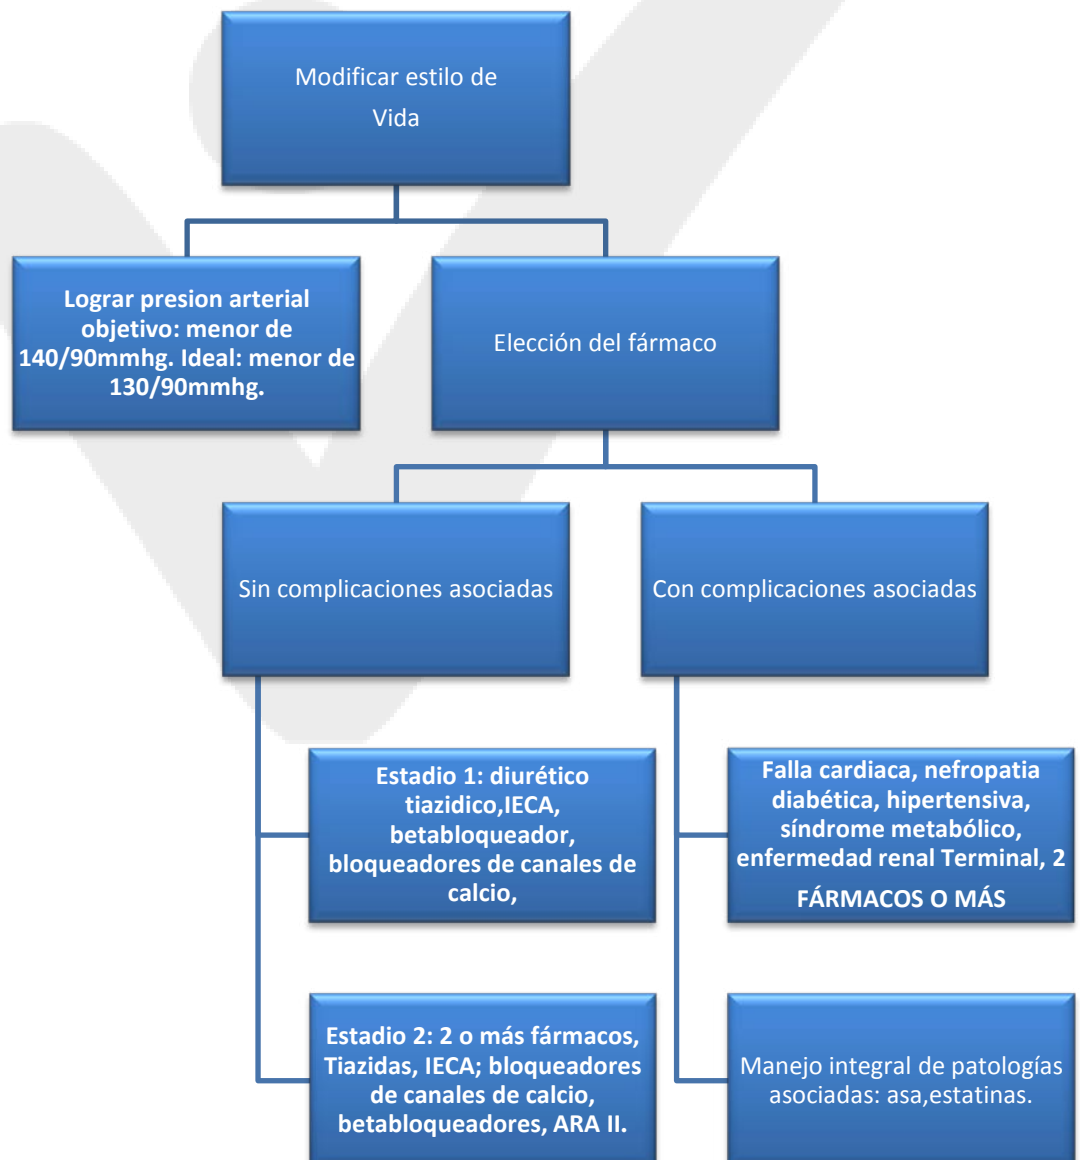 Modificar estilo de
Vida
Lograr presion arterial
objetivo: menor de
140/90mmhg. Ideal: menor de
130/90mmhg.
Elección del fármaco
Sin complicaciones asociadas
Con complicaciones asociadas
Estadio 1: diurético
tiazidico,IECA,
betabloqueador,
bloqueadores de canales de
calcio,
Falla cardiaca, nefropatia
diabética, hipertensiva,
síndrome metabólico,
enfermedad renal Terminal, 2
FÁRMACOS O MÁS
Estadio 2: 2 o más fármacos,
Tiazidas, IECA; bloqueadores
de canales de calcio,
betabloqueadores, ARA II.
Manejo integral de patologías
asociadas: asa,estatinas.